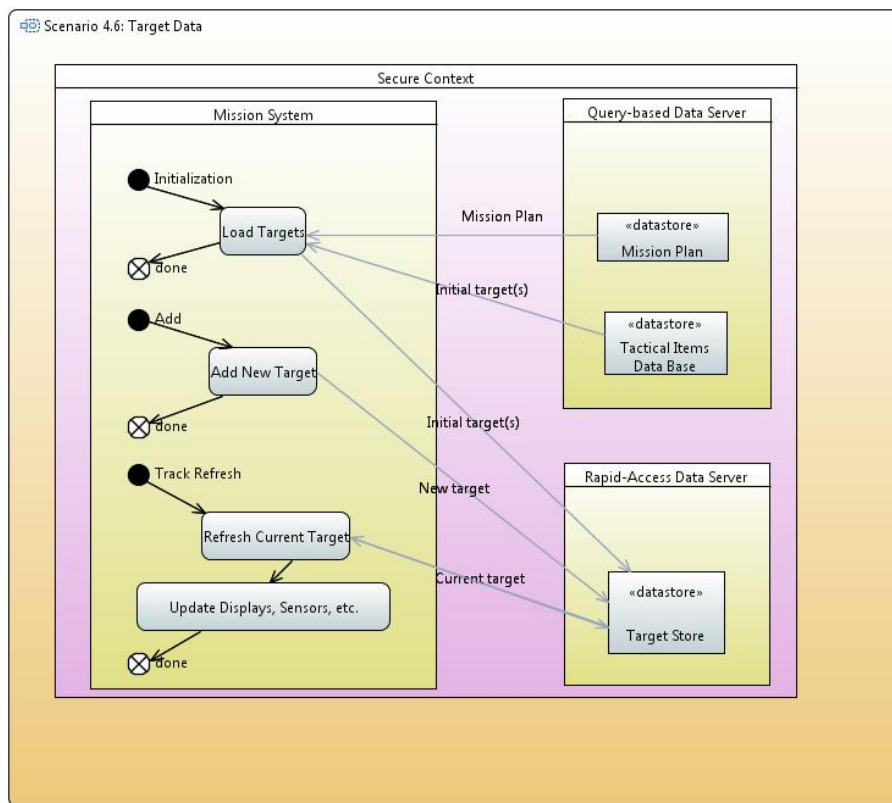 Scenario 4.6: Target Data
Secure Context
Mission System
Query-based Data Server
Initialization
Load Targets
done
Mission Plan
«datastore»
Mission Plan
Initial target(s)
«datastore»
Tactical Items
Data Base
Add
Add New Target
done
Initial target(s)
Track Refresh
New target
Rapid-Access Data Server
Refresh Current Target
Current target
«datastore»
Target Store
Update Displays, Sensors, etc.
done